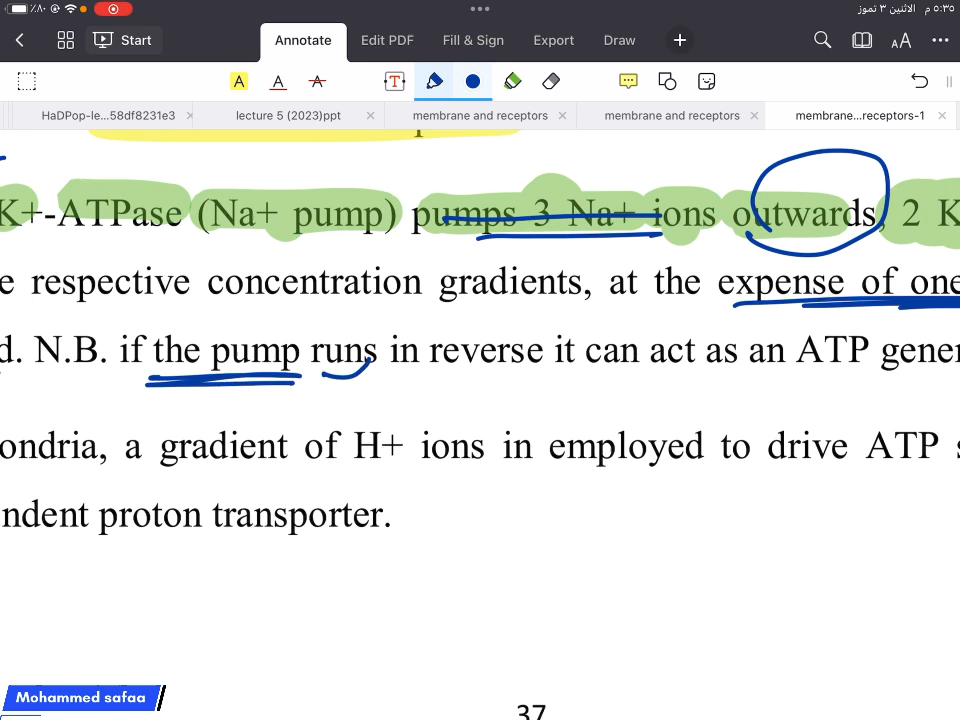 ٪٨٠ الاثنين ٣ تموز ٥:٣٥ م
Start Annotate Edit PDF Fill & Sign Export Draw
HaDPop-le...58df8231e3 lecture 5 (2023)ppt membrane and receptors membrane and receptors membrane...receptors-1
K+-ATPase (Na+ pump) pumps 3 Na+ ions outwards, 2 K
e respective concentration gradients, at the expense of one
d. N.B. if the pump runs in reverse it can act as an ATP gener
ondria, a gradient of H+ ions in employed to drive ATP s
ndent proton transporter.
Mohammed safaa
37